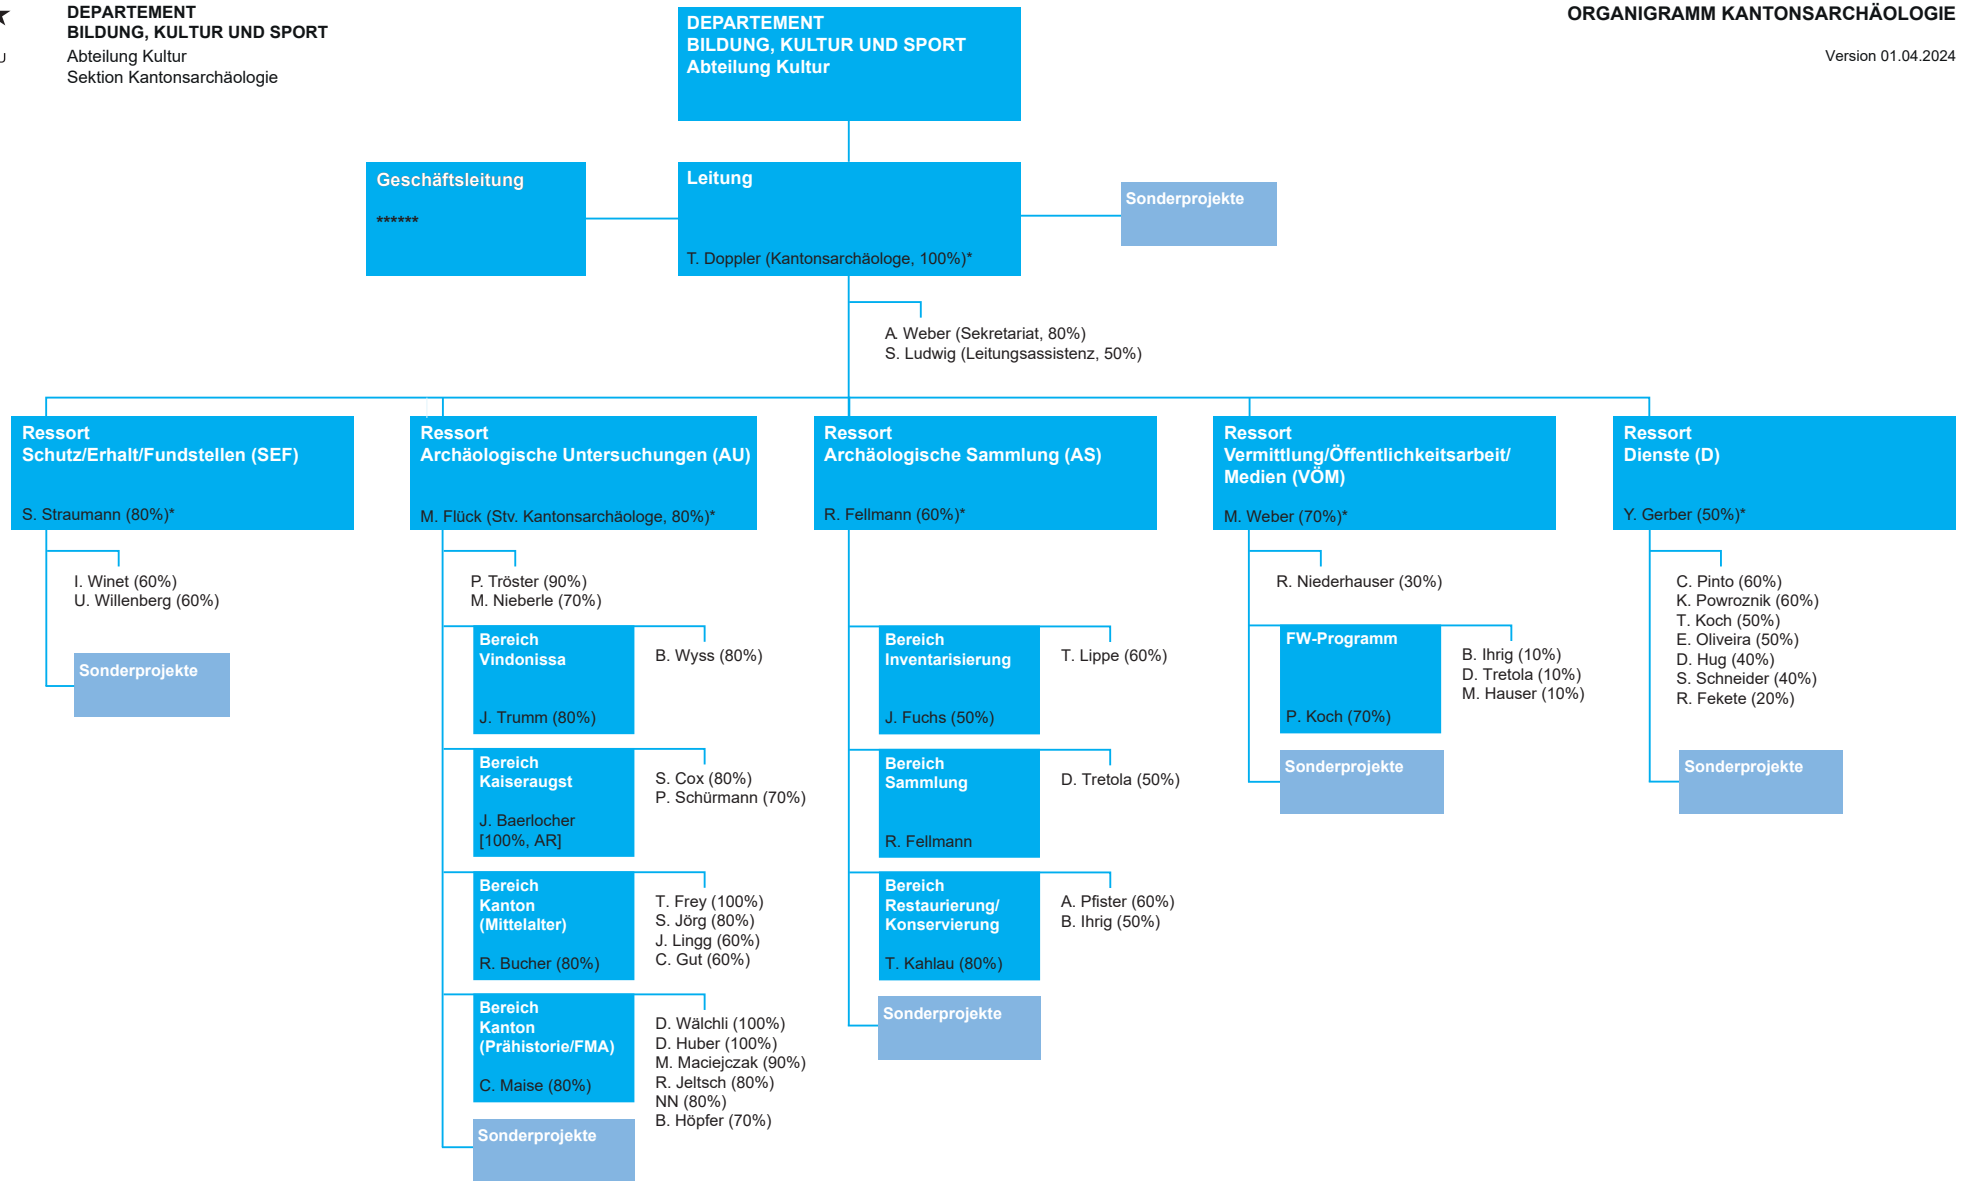 DEPARTEMENT
BILDUNG, KULTUR UND SPORT
Abteilung Kultur
Sektion Kantonsarchäologie
DEPARTEMENT
BILDUNG, KULTUR UND SPORT
Abteilung Kultur
ORGANIGRAMM KANTONSARCHÄOLOGIE
Version 01.04.2024
Geschäftsleitung
******
Leitung
T. Doppler (Kantonsarchäologe, 100%)*
Sonderprojekte
A. Weber (Sekretariat, 80%)
S. Ludwig (Leitungsassistenz, 50%)
Ressort
Schutz/Erhalt/Fundstellen (SEF)
S. Straumann (80%)*
I. Winet (60%)
U. Willenberg (60%)
Sonderprojekte
Ressort
Archäologische Untersuchungen (AU)
M. Flück (Stv. Kantonsarchäologe, 80%)*
P. Tröster (90%)
M. Nieberle (70%)
Bereich
Vindonissa
J. Trumm (80%)
B. Wyss (80%)
Bereich
Kaiseraugst
J. Baerlocher
[100%, AR]
S. Cox (80%)
P. Schürmann (70%)
Bereich
Kanton
(Mittelalter)
R. Bucher (80%)
T. Frey (100%)
S. Jörg (80%)
J. Lingg (60%)
C. Gut (60%)
Bereich
Kanton
(Prähistorie/FMA)
C. Maise (80%)
D. Wälchli (100%)
D. Huber (100%)
M. Maciejczak (90%)
R. Jeltsch (80%)
NN (80%)
B. Höpfer (70%)
Sonderprojekte
Ressort
Archäologische Sammlung (AS)
R. Fellmann (60%)*
Bereich
Inventarisierung
J. Fuchs (50%)
T. Lippe (60%)
Bereich
Sammlung
R. Fellmann
D. Tretola (50%)
Bereich
Restaurierung/
Konservierung
T. Kahlau (80%)
A. Pfister (60%)
B. Ihrig (50%)
Sonderprojekte
Ressort
Vermittlung/Öffentlichkeitsarbeit/
Medien (VÖM)
M. Weber (70%)*
R. Niederhauser (30%)
FW-Programm
P. Koch (70%)
B. Ihrig (10%)
D. Tretola (10%)
M. Hauser (10%)
Sonderprojekte
Ressort
Dienste (D)
Y. Gerber (50%)*
C. Pinto (60%)
K. Powroznik (60%)
T. Koch (50%)
E. Oliveira (50%)
D. Hug (40%)
S. Schneider (40%)
R. Fekete (20%)
Sonderprojekte